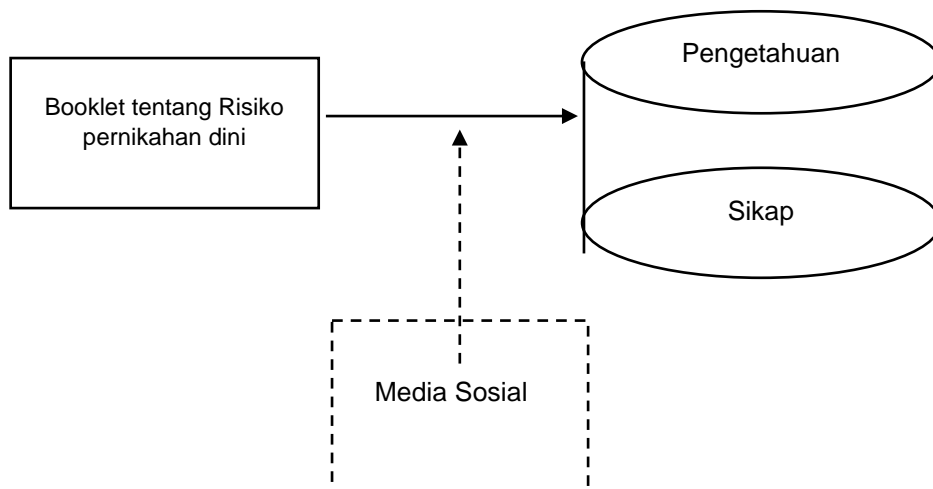 Booklet tentang Risiko
pernikahan dini
Pengetahuan
Sikap
Media Sosial